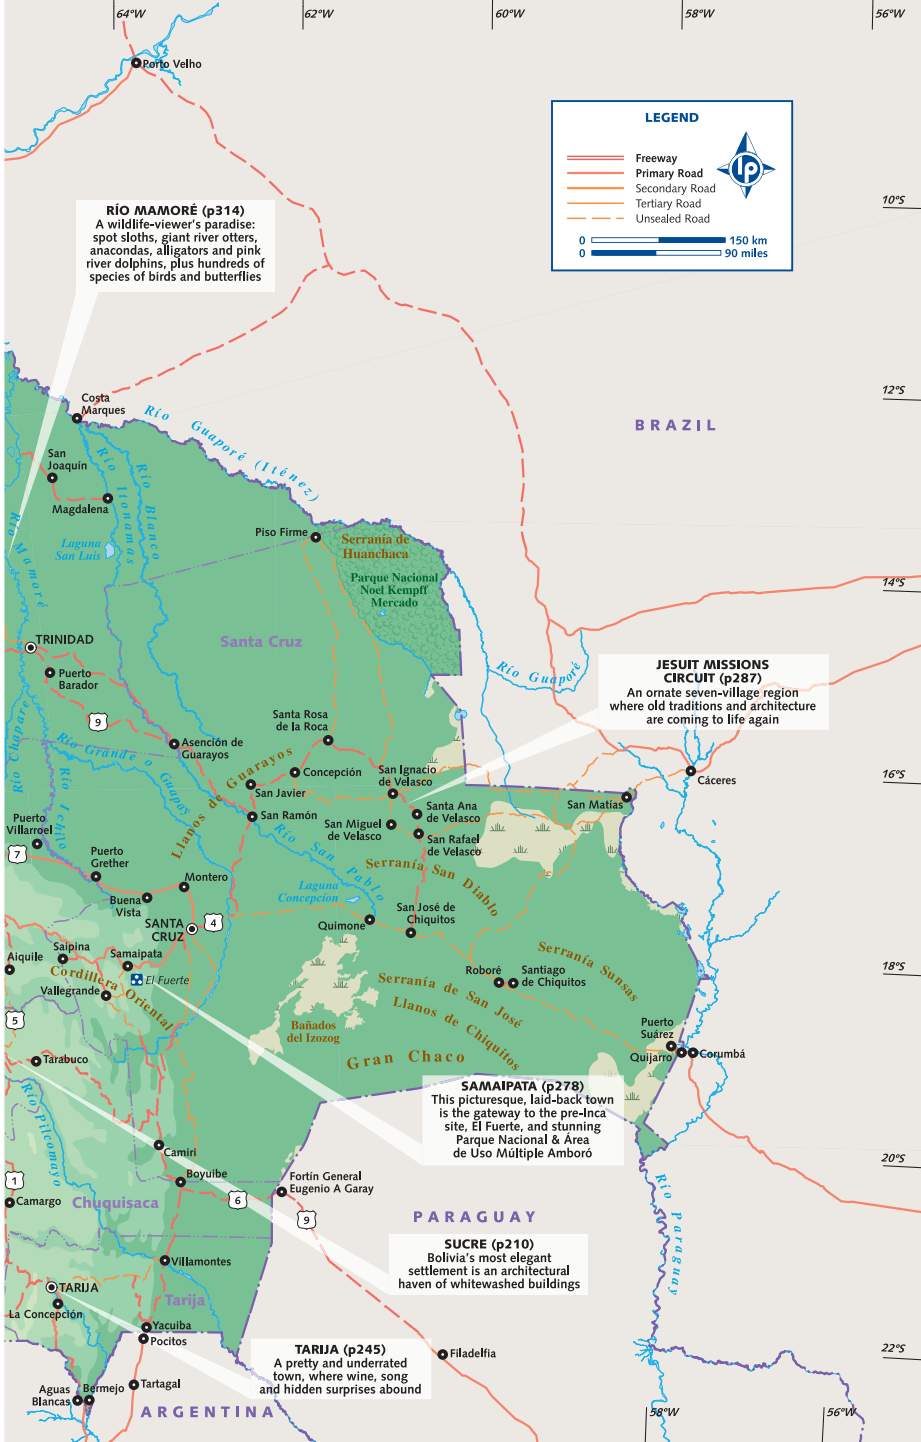 64°W
62°W
60°W
58°W
56°W
Porto Velho
LEGEND
Freeway
Primary Road
Secondary Road
Tertiary Road
Unsealed Road
lp
0 150 km
0 90 miles
10°S
RÍO MAMORÉ (p314)
A wildlife-viewer's paradise:
spot sloths, giant river otters,
anacondas, alligators and pink
river dolphins, plus hundreds of
species of birds and butterflies
12°S
Costa
Marques
Río Guaporé (Iténez)
BRAZIL
San
Joaquín
Magdalena
Río
Itonamas
Río Blanco
Río Mamoré
Laguna
San Luis
Piso Firme
Serranía de
Huanchaca
Parque Nacional
Noel Kempff
Mercado
14°S
TRINIDAD
Santa Cruz
Puerto
Barador
Río Guaporé
JESUIT MISSIONS
CIRCUIT (p287)
An ornate seven-village region
where old traditions and architecture
are coming to life again
9
Santa Rosa
de la Roca
Asención de
Guarayos
Río Chapare
Río Grande o Guapay
Río Ichilo
Llanos de Guarayos
Concepción
San Javier
San Ignacio
de Velasco
Cáceres
16°S
San Ramón
Santa Ana
de Velasco
San Miguel
de Velasco
San Rafael
de Velasco
San Matías
Puerto
Villarroel
7
Puerto
Grether
Montero
Buena
Vista
Río San Pablo
Serranía San Diablo
Laguna
Concepción
SANTA
CRUZ
4
Quimone
San José de
Chiquitos
Aiquile
Saipina
Samaipata
El Fuerte
Vallegrande
Cordillera Oriental
Roboré
Santiago
de Chiquitos
Serranía Sunsas
Serranía de San José
Llanos de Chiquitos
18°S
5
Bañados
del Izozog
Gran Chaco
Puerto
Suárez
Quijarro
Corumbá
Tarabuco
SAMAIPATA (p278)
This picturesque, laid-back town
is the gateway to the pre-Inca
site, El Fuerte, and stunning
Parque Nacional & Área
de Uso Múltiple Amboró
Río Pilcomayo
Camiri
20°S
1
Boyuibe
Camargo
Chuquisaca
6
Fortín General
Eugenio A Garay
9
PARAGUAY
Río Paraguay
SUCRE (p210)
Bolivia's most elegant
settlement is an architectural
haven of whitewashed buildings
Villamontes
TARIJA
La Concepción
Tarija
Yacuiba
Pocitos
TARIJA (p245)
A pretty and underrated
town, where wine, song
and hidden surprises abound
Filadelfia
22°S
Aguas
Blancas
Bermejo
Tartagal
ARGENTINA
58°W
56°W